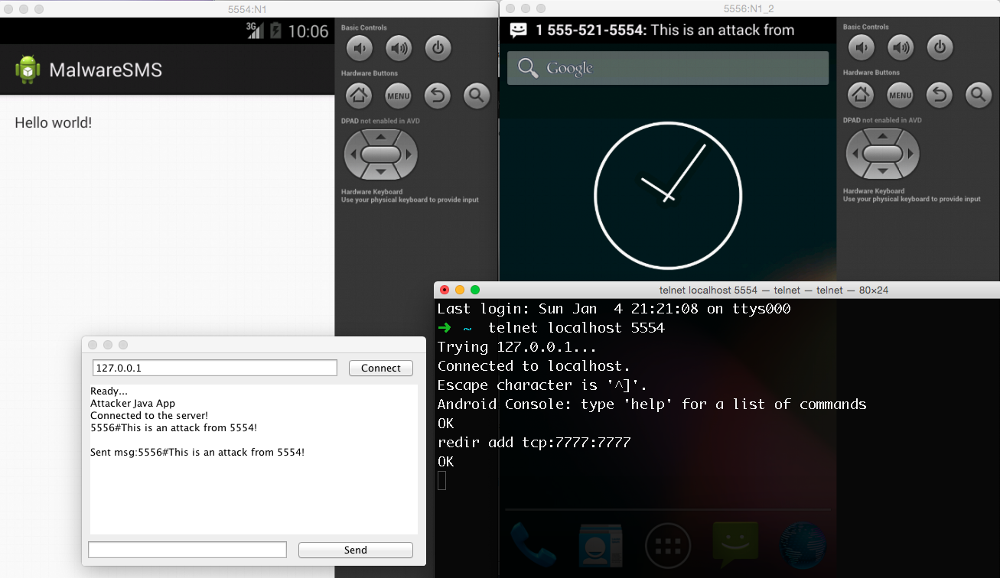 5554:N1
3G 10:06
MalwareSMS
Hello world!
Basic Controls
Hardware Buttons
MENU
DPAD not enabled in AVD
Hardware Keyboard
Use your physical keyboard to provide input
5556:N1_2
1 555-521-5554: This is an attack from
Google
Basic Controls
Hardware Buttons
MENU
DPAD not enabled in AVD
Hardware Keyboard
Use your physical keyboard to provide input
127.0.0.1
Connect
Ready...
Attacker Java App
Connected to the server!
5556#This is an attack from 5554!
Sent msg:5556#This is an attack from 5554!
Send
telnet localhost 5554 — telnet — telnet — 80×24
Last login: Sun Jan  4 21:21:08 on ttys000
➜ ~ telnet localhost 5554
Trying 127.0.0.1...
Connected to localhost.
Escape character is '^]'.
Android Console: type 'help' for a list of commands
OK
redir add tcp:7777:7777
OK